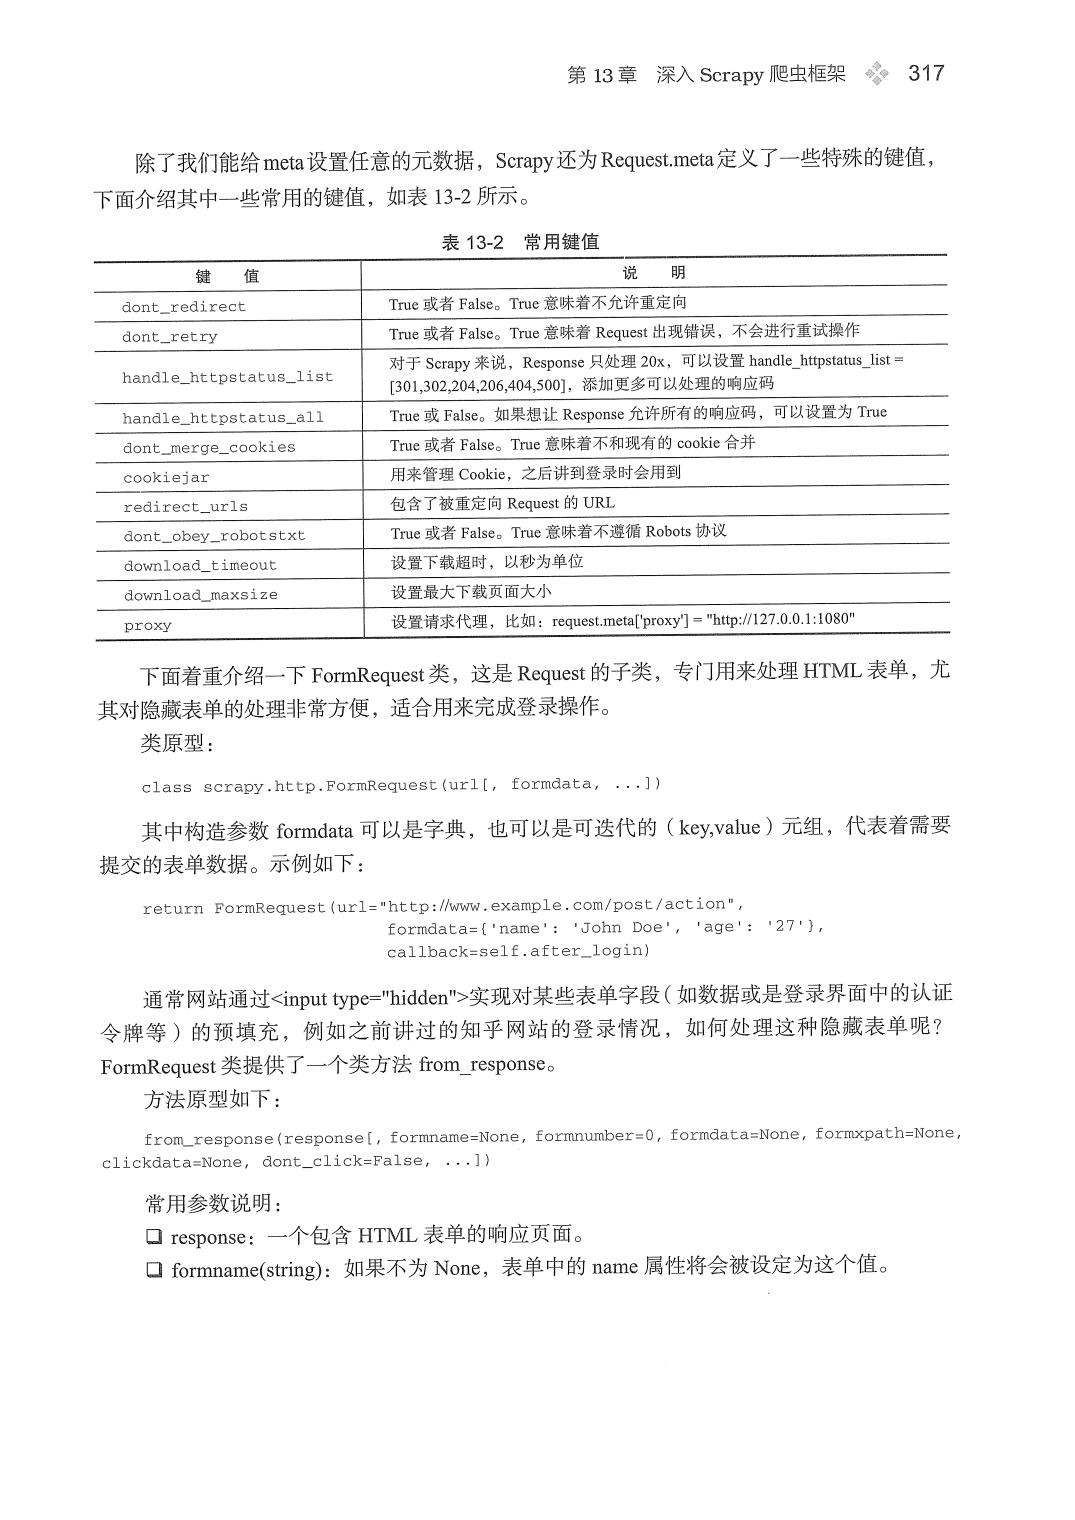 第 13 章 深入 Scrapy 爬虫框架 317
除了我们能给meta设置任意的元数据，Scrapy还为Request.meta定义了一些特殊的键值，
下面介绍其中一些常用的键值，如表 13-2 所示。
表 13-2 常用键值
键 值 说 明
dont_redirect True 或者 False。True 意味着不允许重定向
dont_retry True 或者 False。True 意味着 Request 出现错误，不会进行重试操作
handle_httpstatus_list 对于 Scrapy 来说，Response 只处理 20x，可以设置 handle_httpstatus_list =
[301,302,204,206,404,500]，添加更多可以处理的响应码
handle_httpstatus_all True 或 False。如果想让 Response 允许所有的响应码，可以设置为 True
dont_merge_cookies True 或者 False。True 意味着不和现有的 cookie 合并
cookiejar 用来管理 Cookie，之后讲到登录时会用到
redirect_urls 包含了被重定向 Request 的 URL
dont_obey_robotstxt True 或者 False。True 意味着不遵循 Robots 协议
download_timeout 设置下载超时，以秒为单位
download_maxsize 设置最大下载页面大小
proxy 设置请求代理，比如：request.meta['proxy'] = "http://127.0.0.1:1080"
下面着重介绍一下 FormRequest 类，这是 Request 的子类，专门用来处理 HTML 表单，尤
其对隐藏表单的处理非常方便，适合用来完成登录操作。
类原型：
class scrapy.http.FormRequest(url[, formdata, ...])
其中构造参数 formdata 可以是字典，也可以是可迭代的（key,value）元组，代表着需要
提交的表单数据。示例如下：
return FormRequest(url="http://www.example.com/post/action",
formdata={'name': 'John Doe', 'age': '27'},
callback=self.after_login)
通常网站通过<input type="hidden">实现对某些表单字段（如数据或是登录界面中的认证
令牌等）的预填充，例如之前讲过的知乎网站的登录情况，如何处理这种隐藏表单呢？
FormRequest 类提供了一个类方法 from_response。
方法原型如下：
from_response(response[, formname=None, formnumber=0, formdata=None, formxpath=None,
clickdata=None, dont_click=False, ...])
常用参数说明：
❑ response：一个包含 HTML 表单的响应页面。
❑ formname(string)：如果不为 None，表单中的 name 属性将会被设定为这个值。